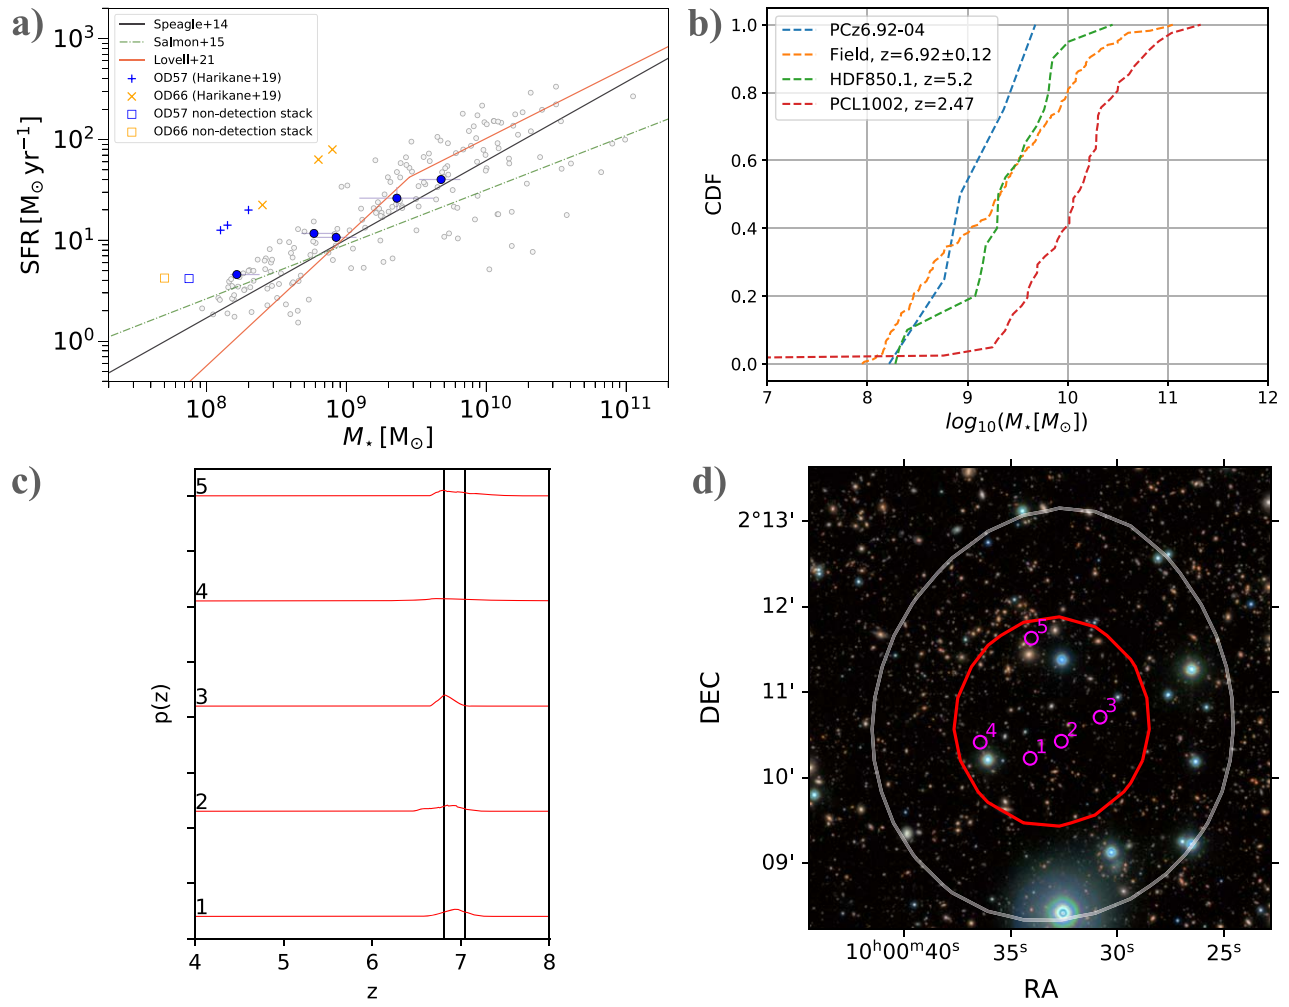 a)
10³
10²
10¹
10⁰
SFR [M⊙ yr⁻¹]
Speagle+14
Salmon+15
Lovell+21
OD57 (Harikane+19)
OD66 (Harikane+19)
OD57 non-detection stack
OD66 non-detection stack
10⁸
10⁹
10¹⁰
10¹¹
M⋆ [M⊙]
b)
1.0
0.8
0.6
0.4
0.2
0.0
CDF
PCz6.92-04
Field, z=6.92±0.12
HDF850.1, z=5.2
PCL1002, z=2.47
7
8
9
10
11
12
log₁₀(M⋆[M⊙])
c)
5
4
3
2
1
p(z)
4
5
6
7
8
z
d)
2°13'
12'
11'
10'
09'
DEC
5
3
4
2
1
10ʰ00ᵐ40ˢ
35ˢ
30ˢ
25ˢ
RA